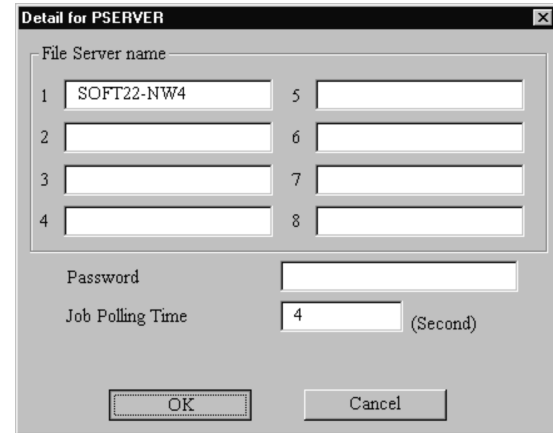 Detail for PSERVER
File Server name
1 SOFT22-NW4 5
2 6
3 7
4 8
Password
Job Polling Time 4 (Second)
OK Cancel